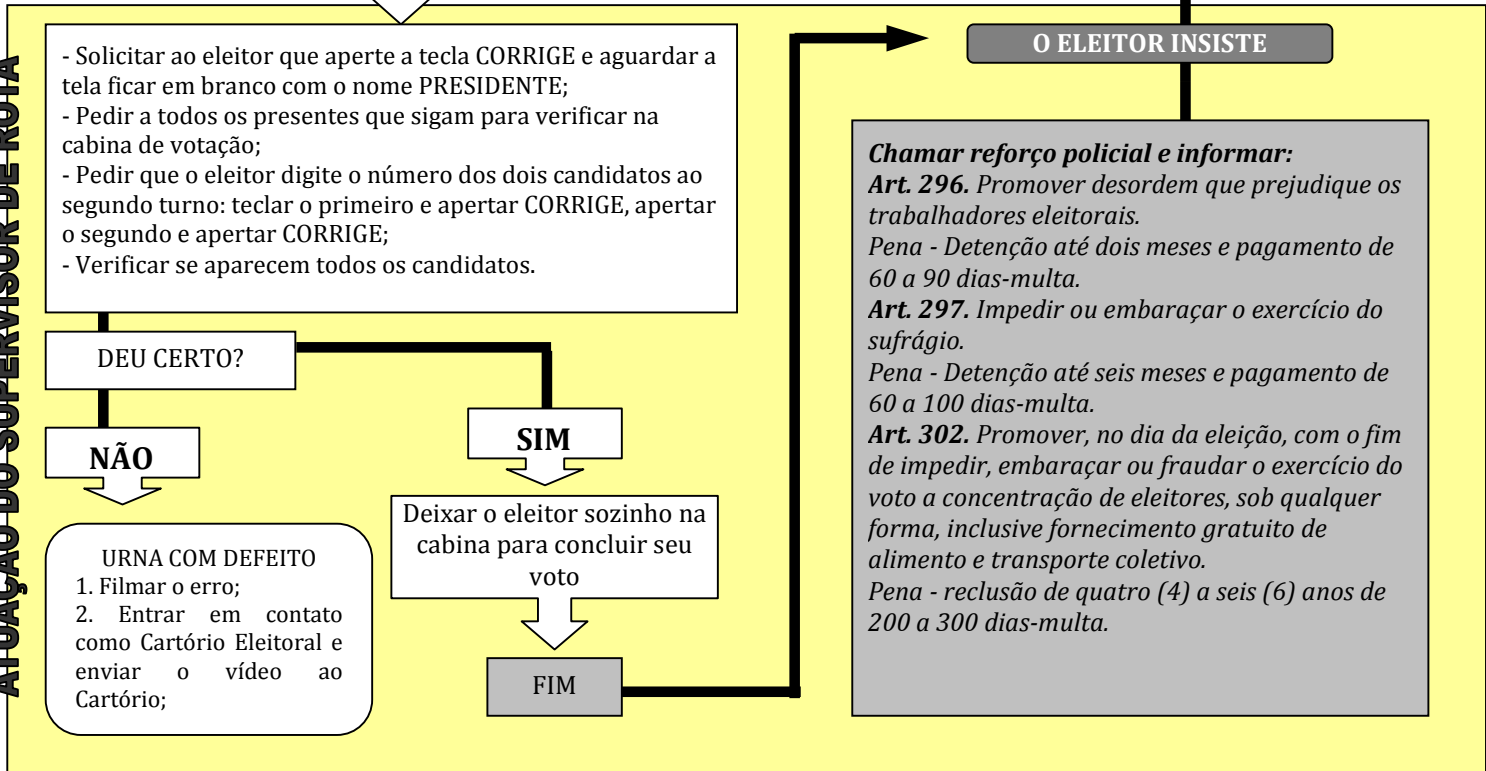 ATUAÇÃO DO SUPERVISOR DE ROTA
- Solicitar ao eleitor que aperte a tecla CORRIGE e aguardar a
tela ficar em branco com o nome PRESIDENTE;
- Pedir a todos os presentes que sigam para verificar na
cabina de votação;
- Pedir que o eleitor digite o número dos dois candidatos ao
segundo turno: teclar o primeiro e apertar CORRIGE, apertar
o segundo e apertar CORRIGE;
- Verificar se aparecem todos os candidatos.
DEU CERTO?
NÃO
URNA COM DEFEITO
1. Filmar o erro;
2. Entrar em contato
como Cartório Eleitoral e
enviar o vídeo ao
Cartório;
SIM
Deixar o eleitor sozinho na
cabina para concluir seu
voto
FIM
O ELEITOR INSISTE
Chamar reforço policial e informar:
Art. 296. Promover desordem que prejudique os
trabalhadores eleitorais.
Pena - Detenção até dois meses e pagamento de
60 a 90 dias-multa.
Art. 297. Impedir ou embaraçar o exercício do
sufrágio.
Pena - Detenção até seis meses e pagamento de
60 a 100 dias-multa.
Art. 302. Promover, no dia da eleição, com o fim
de impedir, embaraçar ou fraudar o exercício do
voto a concentração de eleitores, sob qualquer
forma, inclusive fornecimento gratuito de
alimento e transporte coletivo.
Pena - reclusão de quatro (4) a seis (6) anos de
200 a 300 dias-multa.